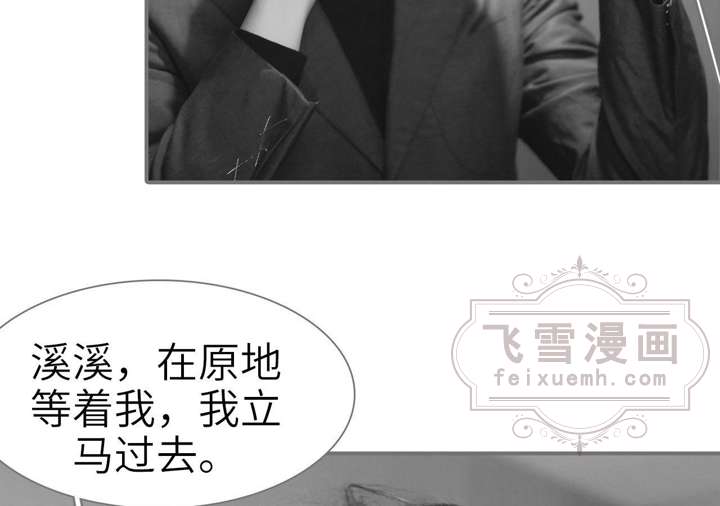 飞雪漫画
feixuemh.com
溪溪，在原地
等着我，我立
马过去。